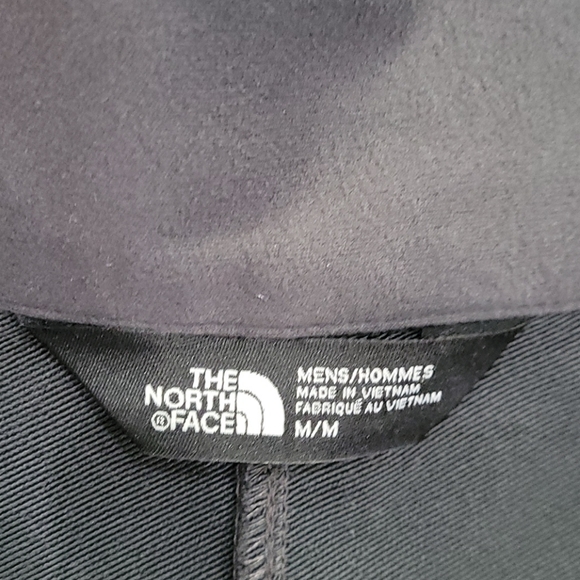 THE
NORTH
®FACE
MENS/HOMMES
MADE IN VIETNAM
FABRIQUÉ AU VIETNAM
M/M